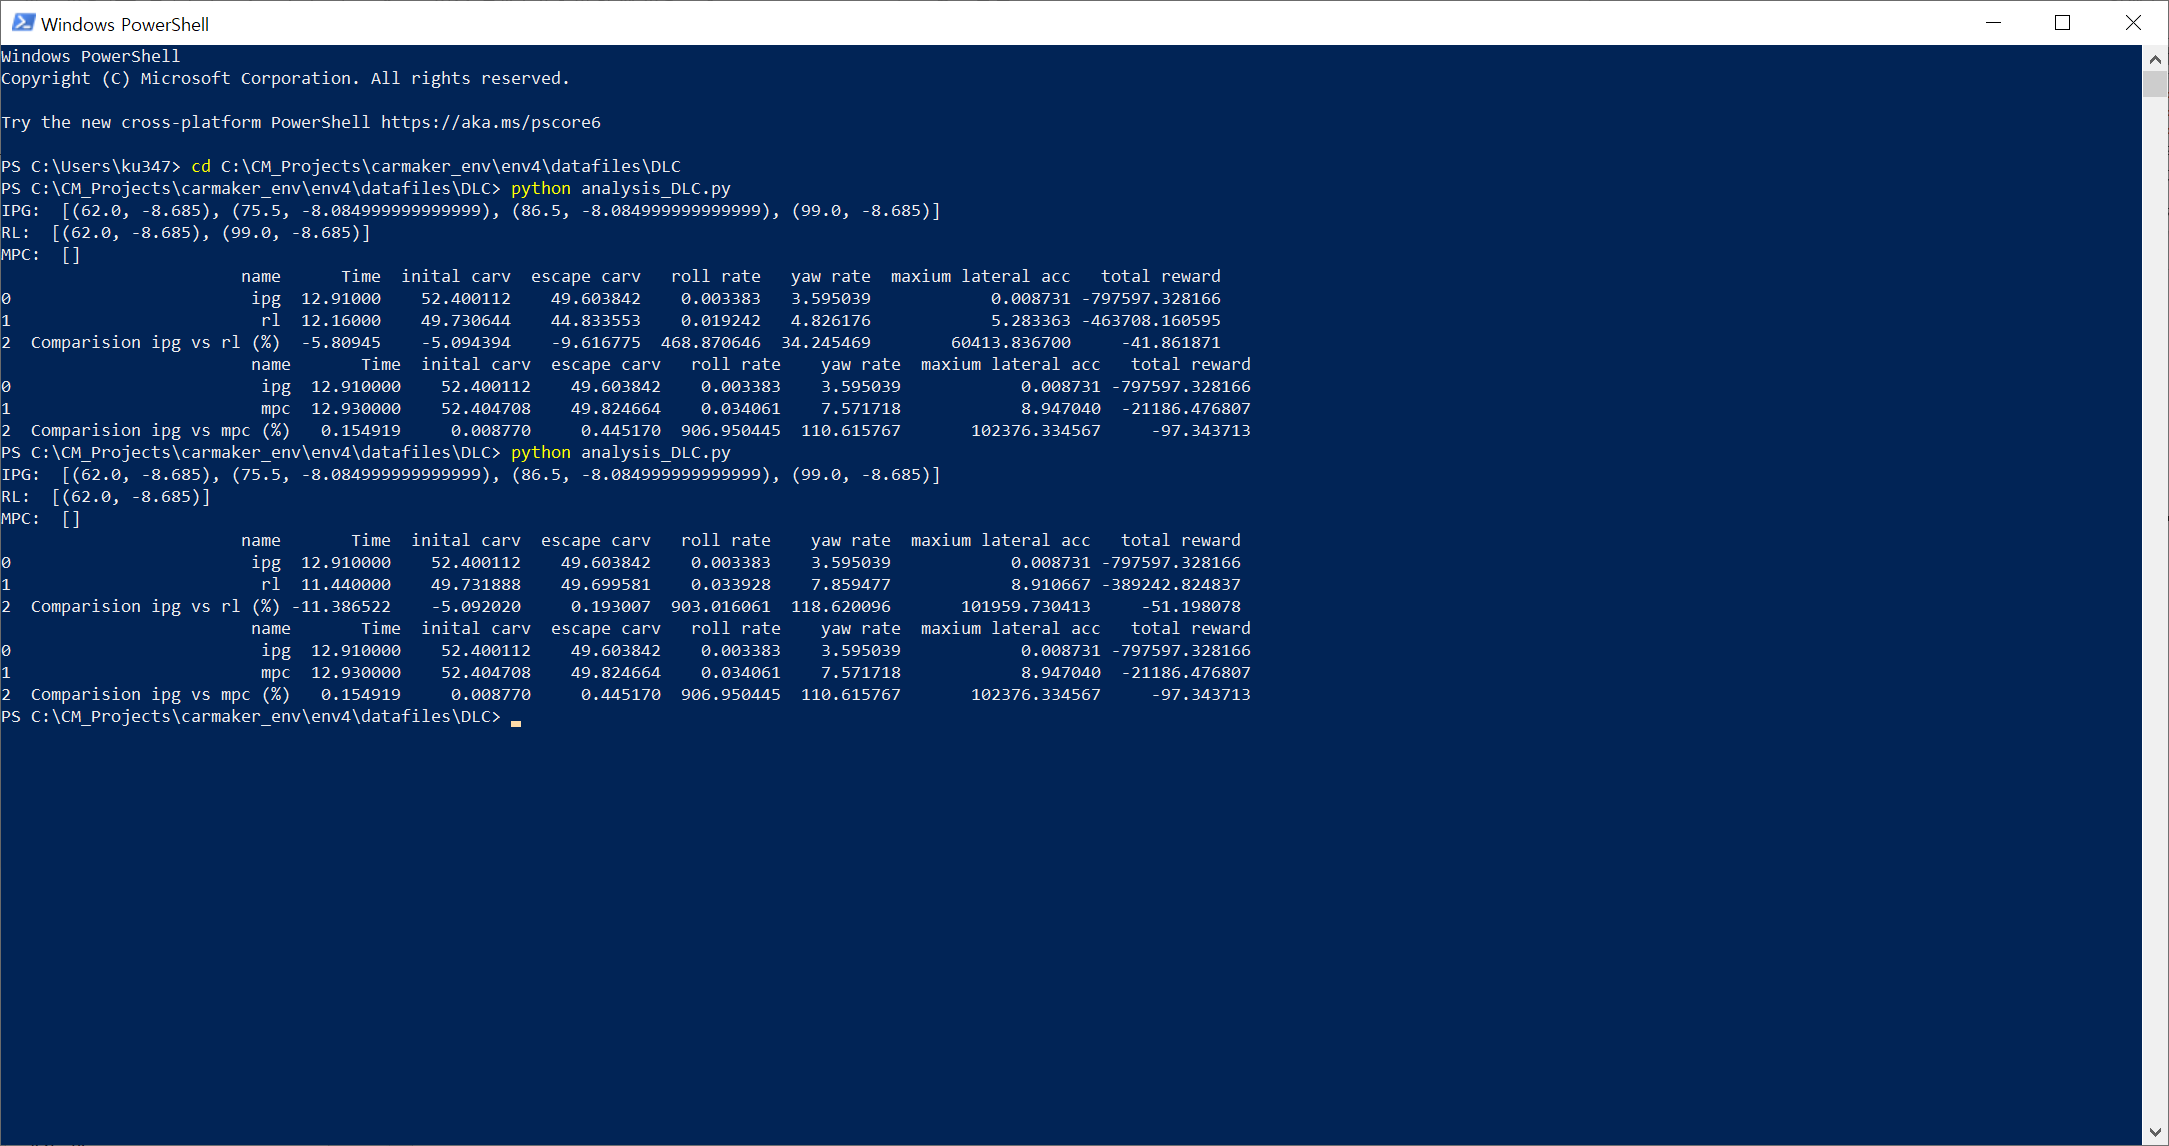 Windows PowerShell
Windows PowerShell
Copyright (C) Microsoft Corporation. All rights reserved.
Try the new cross-platform PowerShell https://aka.ms/pscore6
PS C:\Users\ku347> cd C:\CM_Projects\carmaker_env\env4\datafiles\DLC
PS C:\CM_Projects\carmaker_env\env4\datafiles\DLC> python analysis_DLC.py
IPG:  [(62.0, -8.685), (75.5, -8.084999999999999), (86.5, -8.084999999999999), (99.0, -8.685)]
RL:  [(62.0, -8.685), (99.0, -8.685)]
MPC:  []
name Time inital carv escape carv roll rate yaw rate maxium lateral acc total reward
0 ipg 12.91000 52.400112 49.603842 0.003383 3.595039 0.008731 -797597.328166
1 rl 12.16000 49.730644 44.833553 0.019242 4.826176 5.283363 -463708.160595
2 Comparision ipg vs rl (%) -5.80945 -5.094394 -9.616775 468.870646 34.245469 60413.836700 -41.861871
name Time inital carv escape carv roll rate yaw rate maxium lateral acc total reward
0 ipg 12.910000 52.400112 49.603842 0.003383 3.595039 0.008731 -797597.328166
1 mpc 12.930000 52.404708 49.824664 0.034061 7.571718 8.947040 -21186.476807
2 Comparision ipg vs mpc (%) 0.154919 0.008770 0.445170 906.950445 110.615767 102376.334567 -97.343713
PS C:\CM_Projects\carmaker_env\env4\datafiles\DLC> python analysis_DLC.py
IPG:  [(62.0, -8.685), (75.5, -8.084999999999999), (86.5, -8.084999999999999), (99.0, -8.685)]
RL:  [(62.0, -8.685)]
MPC:  []
name Time inital carv escape carv roll rate yaw rate maxium lateral acc total reward
0 ipg 12.910000 52.400112 49.603842 0.003383 3.595039 0.008731 -797597.328166
1 rl 11.440000 49.731888 49.699581 0.033928 7.859477 8.910667 -389242.824837
2 Comparision ipg vs rl (%) -11.386522 -5.092020 0.193007 903.016061 118.620096 101959.730413 -51.198078
name Time inital carv escape carv roll rate yaw rate maxium lateral acc total reward
0 ipg 12.910000 52.400112 49.603842 0.003383 3.595039 0.008731 -797597.328166
1 mpc 12.930000 52.404708 49.824664 0.034061 7.571718 8.947040 -21186.476807
2 Comparision ipg vs mpc (%) 0.154919 0.008770 0.445170 906.950445 110.615767 102376.334567 -97.343713
PS C:\CM_Projects\carmaker_env\env4\datafiles\DLC>